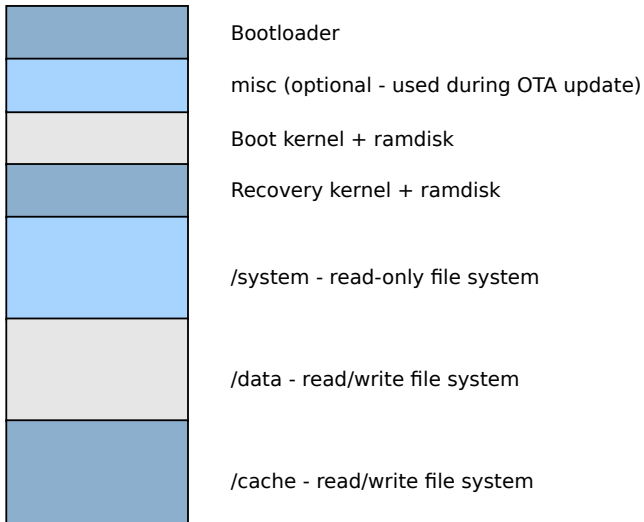 Bootloader
misc (optional - used during OTA update)
Boot kernel + ramdisk
Recovery kernel + ramdisk
/system - read-only file system
/data - read/write file system
/cache - read/write file system